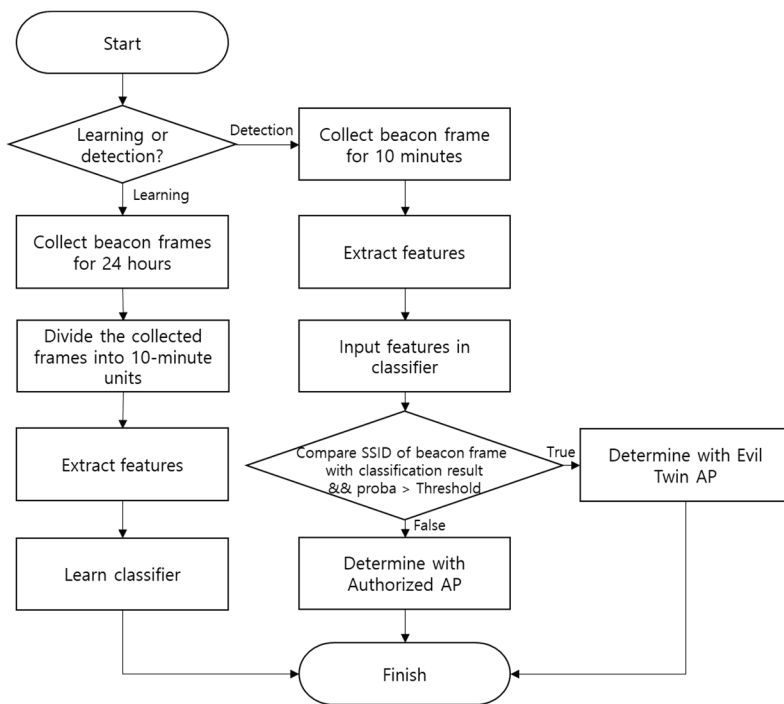 Start
Learning or
detection?
Detection
Collect beacon frame
for 10 minutes
Learning
Collect beacon frames
for 24 hours
Extract features
Divide the collected
frames into 10-minute
units
Input features in
classifier
Extract features
Compare SSID of beacon frame
with classification result
&& proba > Threshold
True
Determine with Evil
Twin AP
False
Learn classifier
Determine with
Authorized AP
Finish